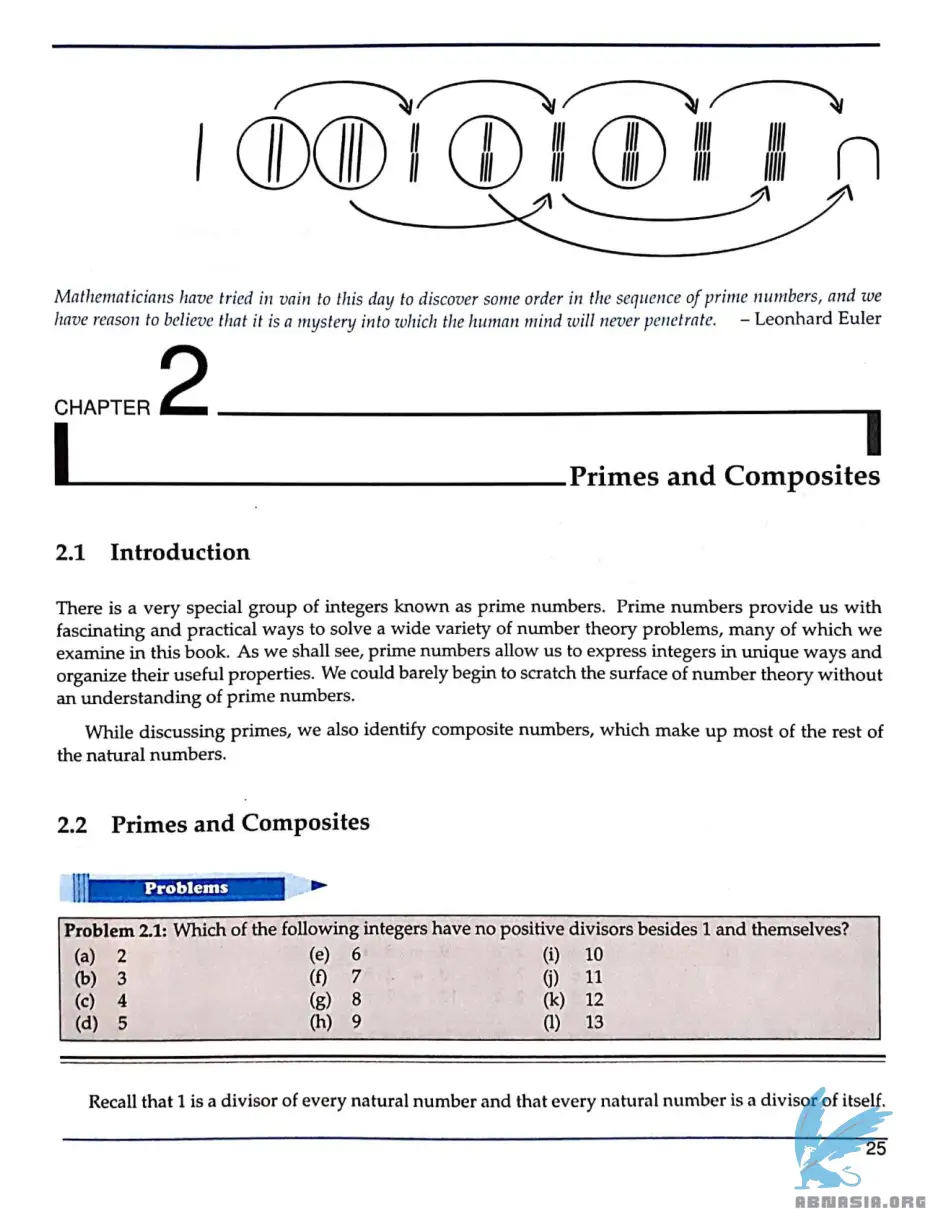 Mathematicians have tried in vain to this day to discover some order in the sequence of prime numbers, and we
have reason to believe that it is a mystery into which the human mind will never penetrate. – Leonhard Euler
CHAPTER 2
Primes and Composites
2.1 Introduction
There is a very special group of integers known as prime numbers. Prime numbers provide us with
fascinating and practical ways to solve a wide variety of number theory problems, many of which we
examine in this book. As we shall see, prime numbers allow us to express integers in unique ways and
organize their useful properties. We could barely begin to scratch the surface of number theory without
an understanding of prime numbers.
While discussing primes, we also identify composite numbers, which make up most of the rest of
the natural numbers.
2.2 Primes and Composites
Problems
Problem 2.1: Which of the following integers have no positive divisors besides 1 and themselves?
(a) 2 (e) 6 (i) 10
(b) 3 (f) 7 (j) 11
(c) 4 (g) 8 (k) 12
(d) 5 (h) 9 (l) 13
Recall that 1 is a divisor of every natural number and that every natural number is a divisor of itself.
25
ABNASIA.ORG